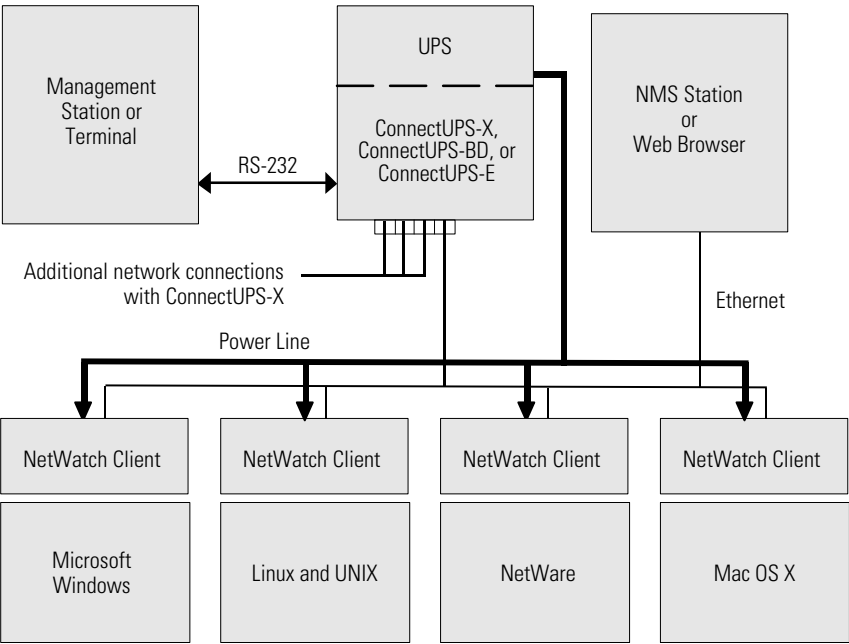 Management
Station or
Terminal
UPS
ConnectUPS-X,
ConnectUPS-BD, or
ConnectUPS-E
NMS Station
or
Web Browser
RS-232
Additional network connections
with ConnectUPS-X
Ethernet
Power Line
NetWatch Client
NetWatch Client
NetWatch Client
NetWatch Client
Microsoft
Windows
Linux and UNIX
NetWare
Mac OS X